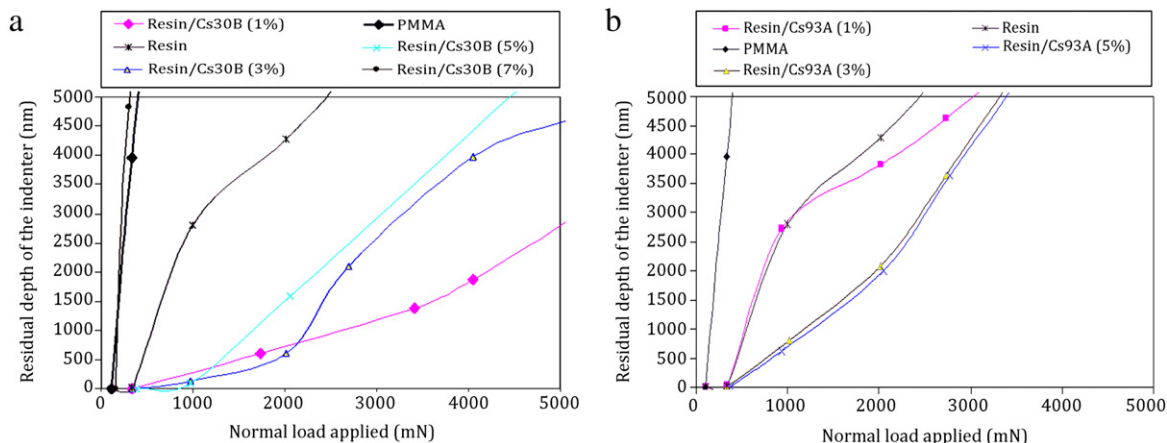 a
Resin/Cs30B (1%)
PMMA
Resin
Resin/Cs30B (5%)
Resin/Cs30B (3%)
Resin/Cs30B (7%)
Residual depth of the indenter (nm)
5000
4500
4000
3500
3000
2500
2000
1500
1000
500
0
0 1000 2000 3000 4000 5000
Normal load applied (mN)
b
Resin/Cs93A (1%)
Resin
PMMA
Resin/Cs93A (5%)
Resin/Cs93A (3%)
Residual depth of the indenter (nm)
5000
4500
4000
3500
3000
2500
2000
1500
1000
500
0
0 1000 2000 3000 4000 5000
Normal load applied (mN)